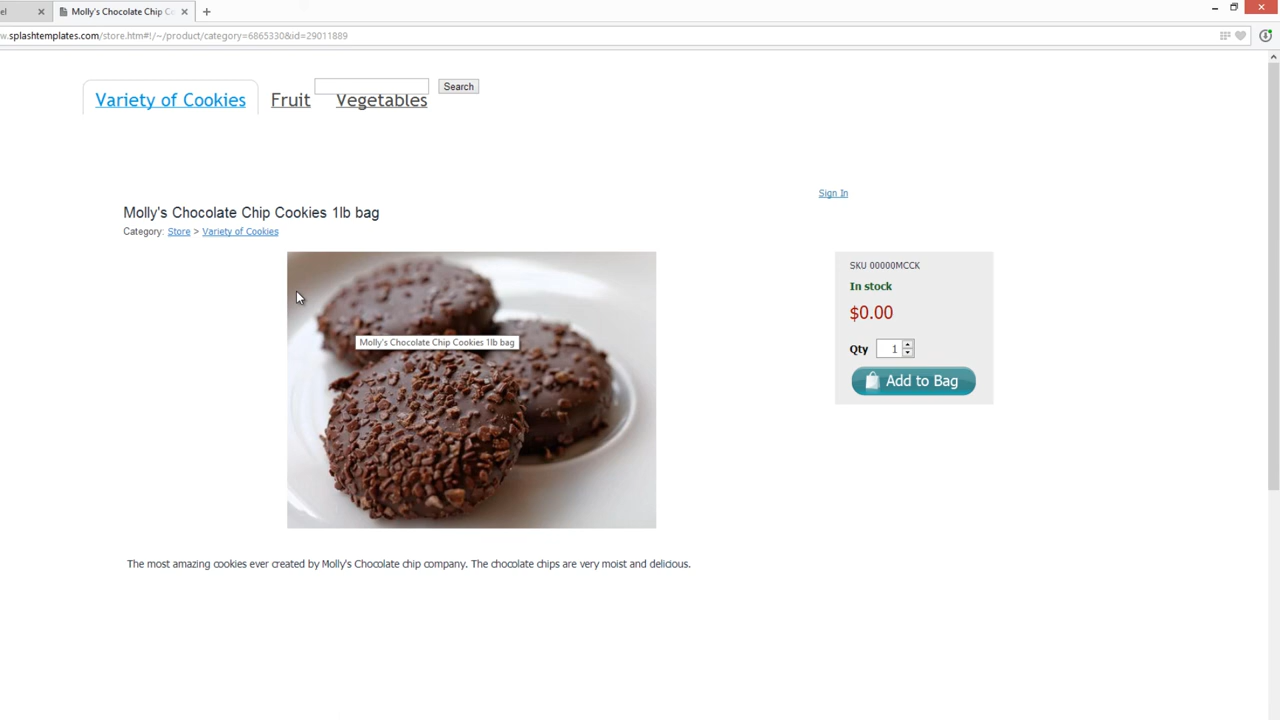 el
Molly's Chocolate Chip C
w.splashtemplates.com/store.htm#!/~/product/category=6865330&id=29011889
Variety of Cookies Fruit Vegetables Search
Sign In
Molly's Chocolate Chip Cookies 1lb bag
Category: Store > Variety of Cookies
SKU 00000MCCK
In stock
$0.00
Molly's Chocolate Chip Cookies 1lb bag
Qty 1
Add to Bag
The most amazing cookies ever created by Molly's Chocolate chip company. The chocolate chips are very moist and delicious.